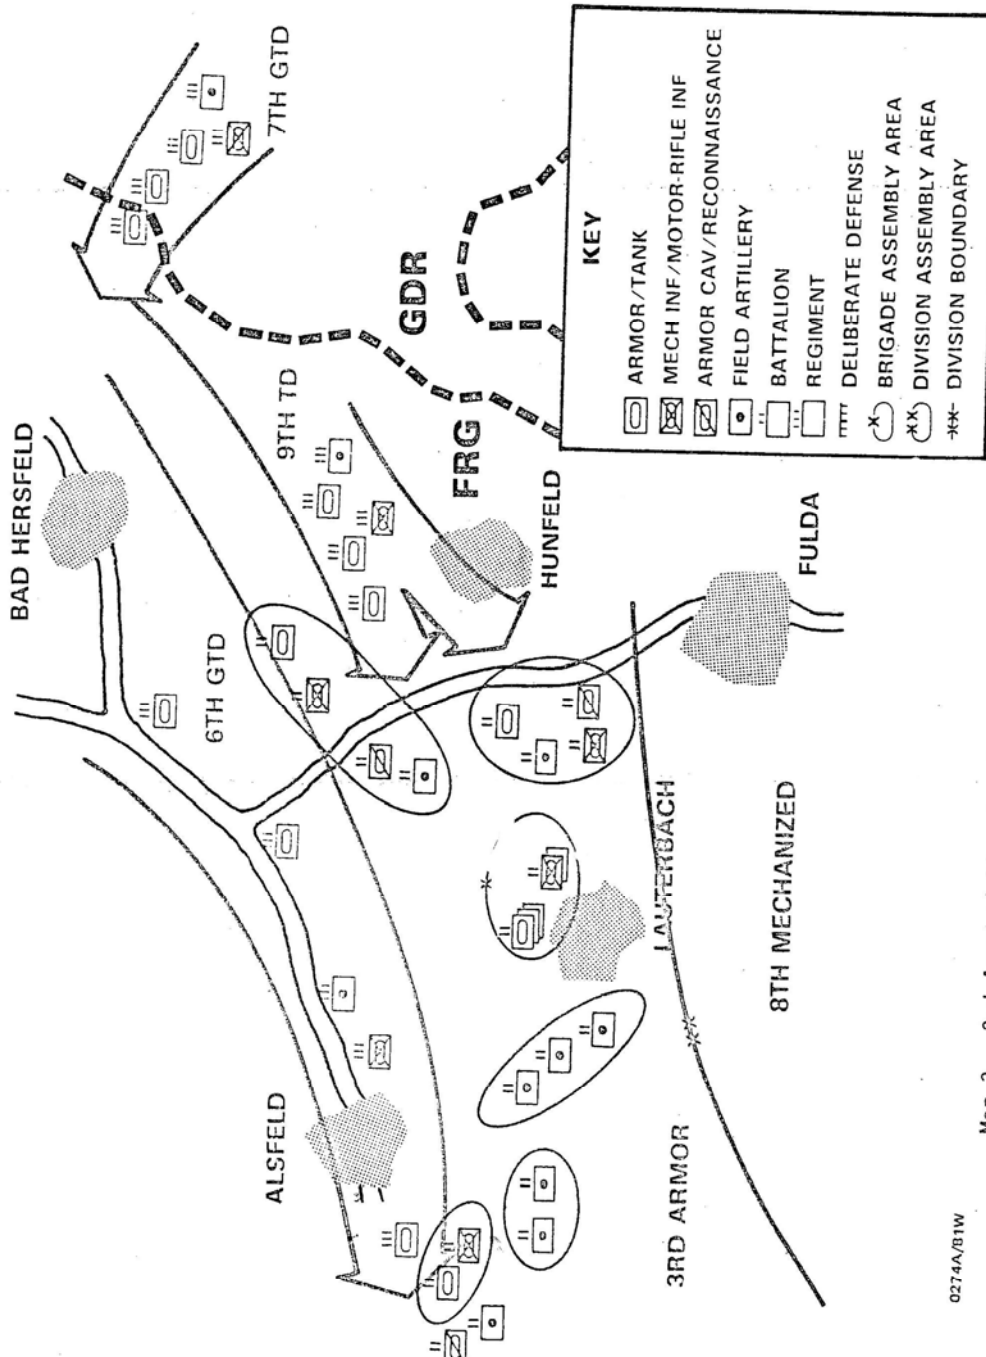 BAD HERSFELD
7TH GTD
9TH TD
6TH GTD
GDR
FRG
HUNFELD
FULDA
ALSFELD
LAUTERBACH
8TH MECHANIZED
3RD ARMOR
KEY
ARMOR/TANK
MECH INF/MOTOR-RIFLE INF
ARMOR CAV/RECONNAISSANCE
FIELD ARTILLERY
BATTALION
REGIMENT
DELIBERATE DEFENSE
BRIGADE ASSEMBLY AREA
DIVISION ASSEMBLY AREA
DIVISION BOUNDARY
0274A/B1W